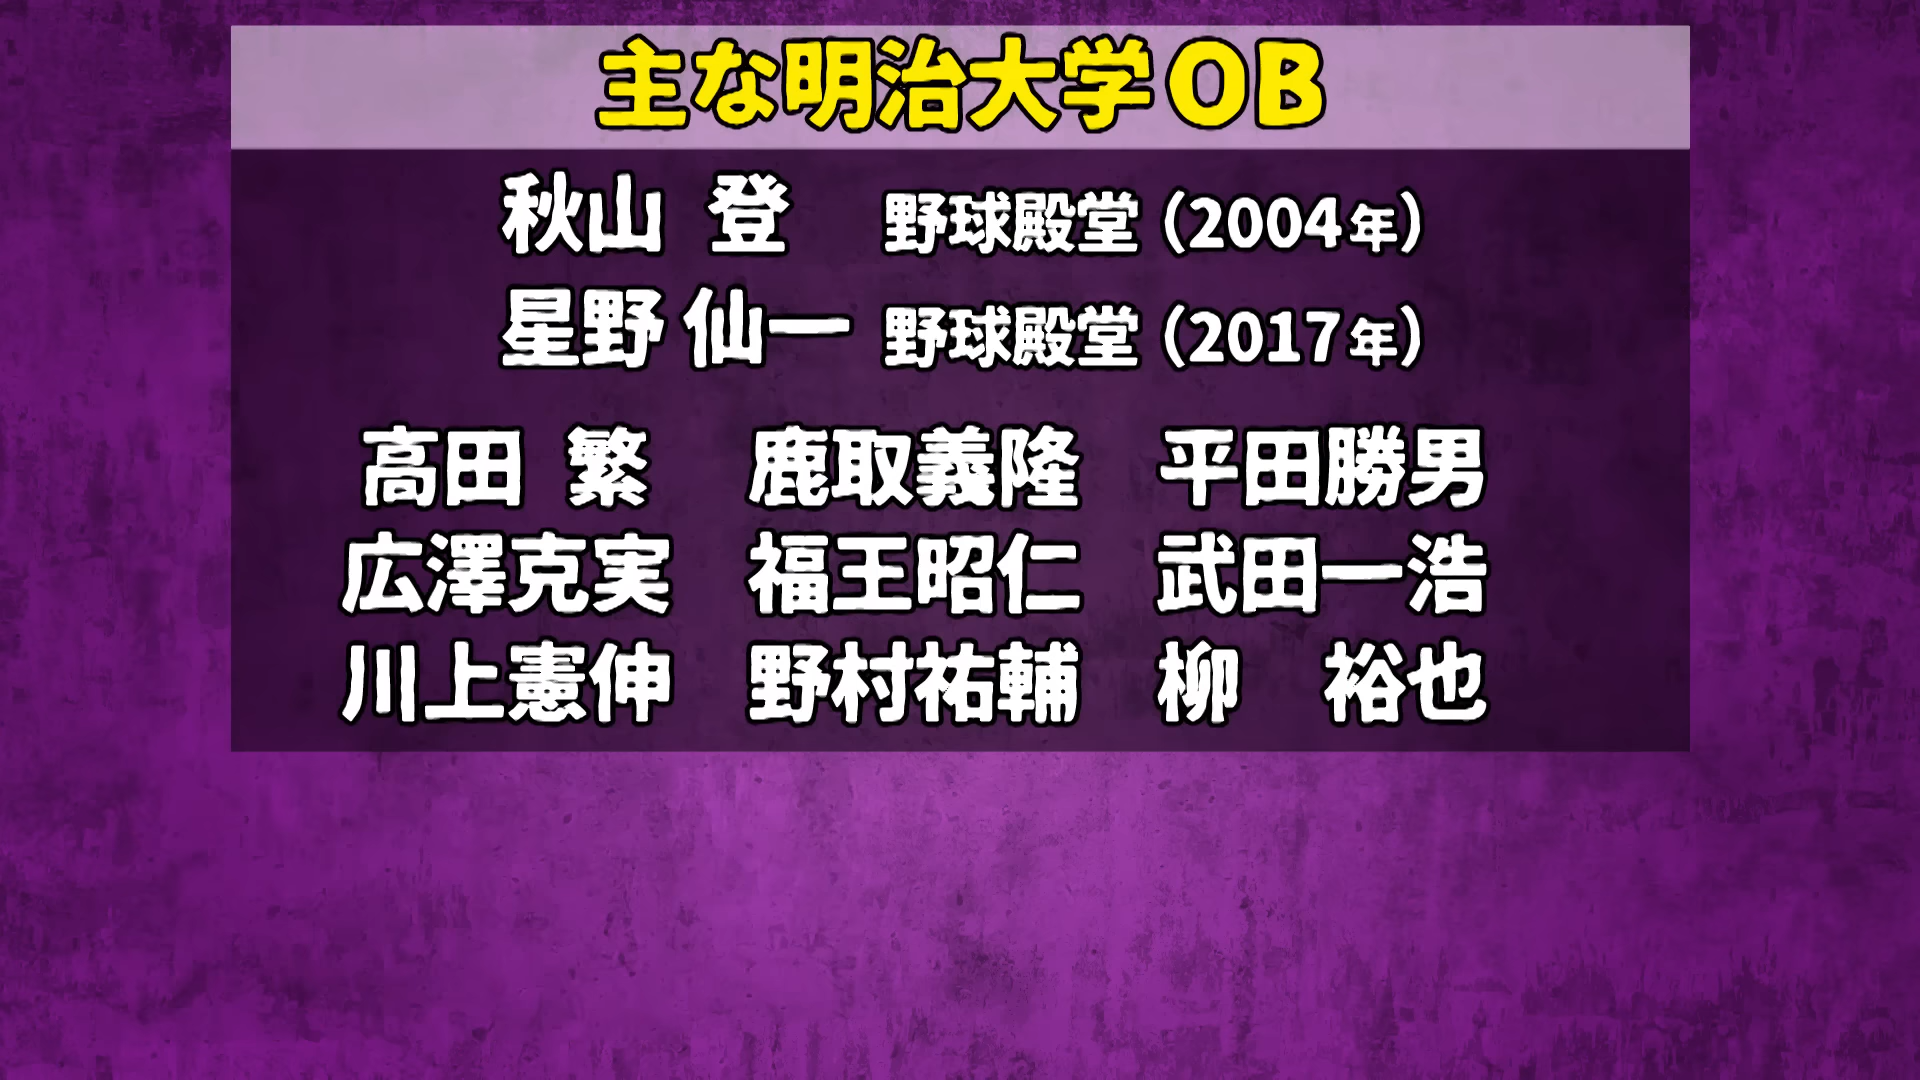 主な明治大学OB
秋山 登 野球殿堂（2004年）
星野 仙一 野球殿堂（2017年）
高田 繁 鹿取義隆 平田勝男
広澤克実 福王昭仁 武田一浩
川上憲伸 野村祐輔 柳 裕也